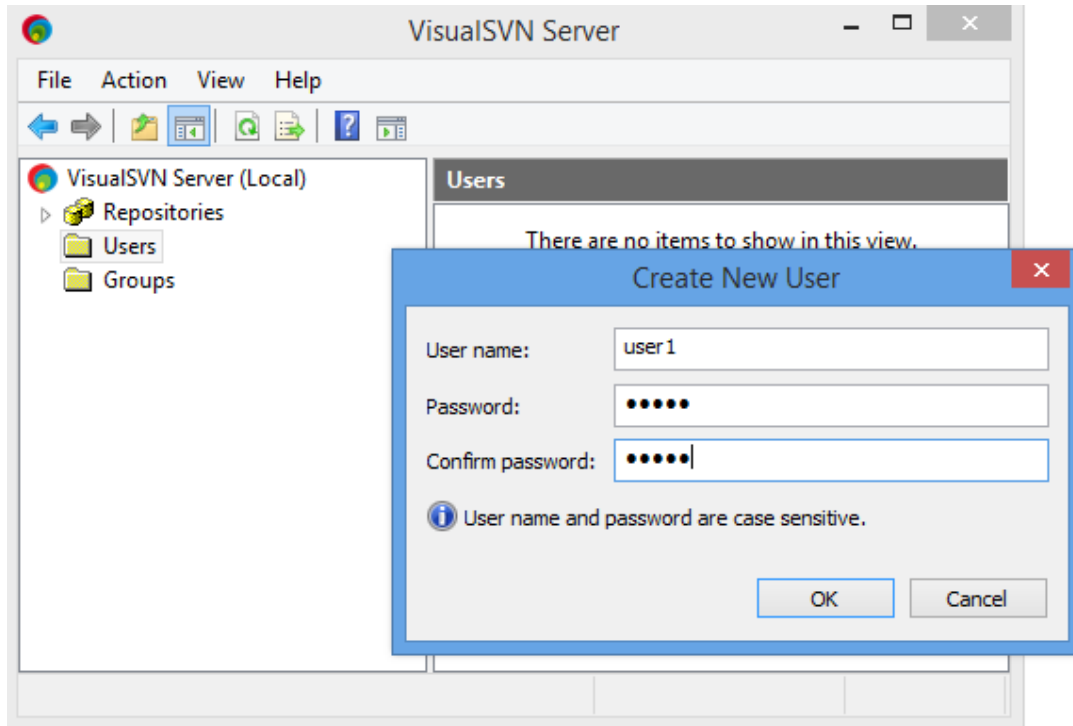 VisualSVN Server
File Action View Help
VisualSVN Server (Local)
Repositories
Users
Groups
Users
There are no items to show in this view.
Create New User
User name: user1
Password: •••••
Confirm password: •••••
User name and password are case sensitive.
OK Cancel